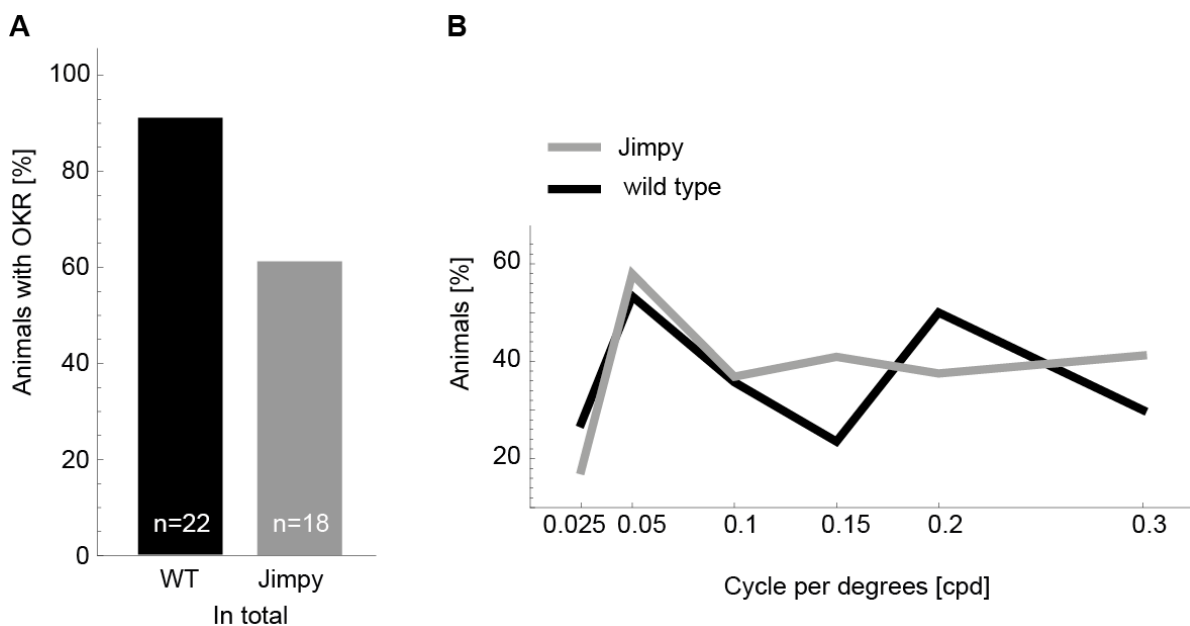 A
Animals with OKR [%]
100
80
60
40
20
0
n=22
n=18
WT
Jimpy
In total
B
Jimpy
wild type
Animals [%]
60
40
20
0.025 0.05 0.1 0.15 0.2 0.3
Cycle per degrees [cpd]